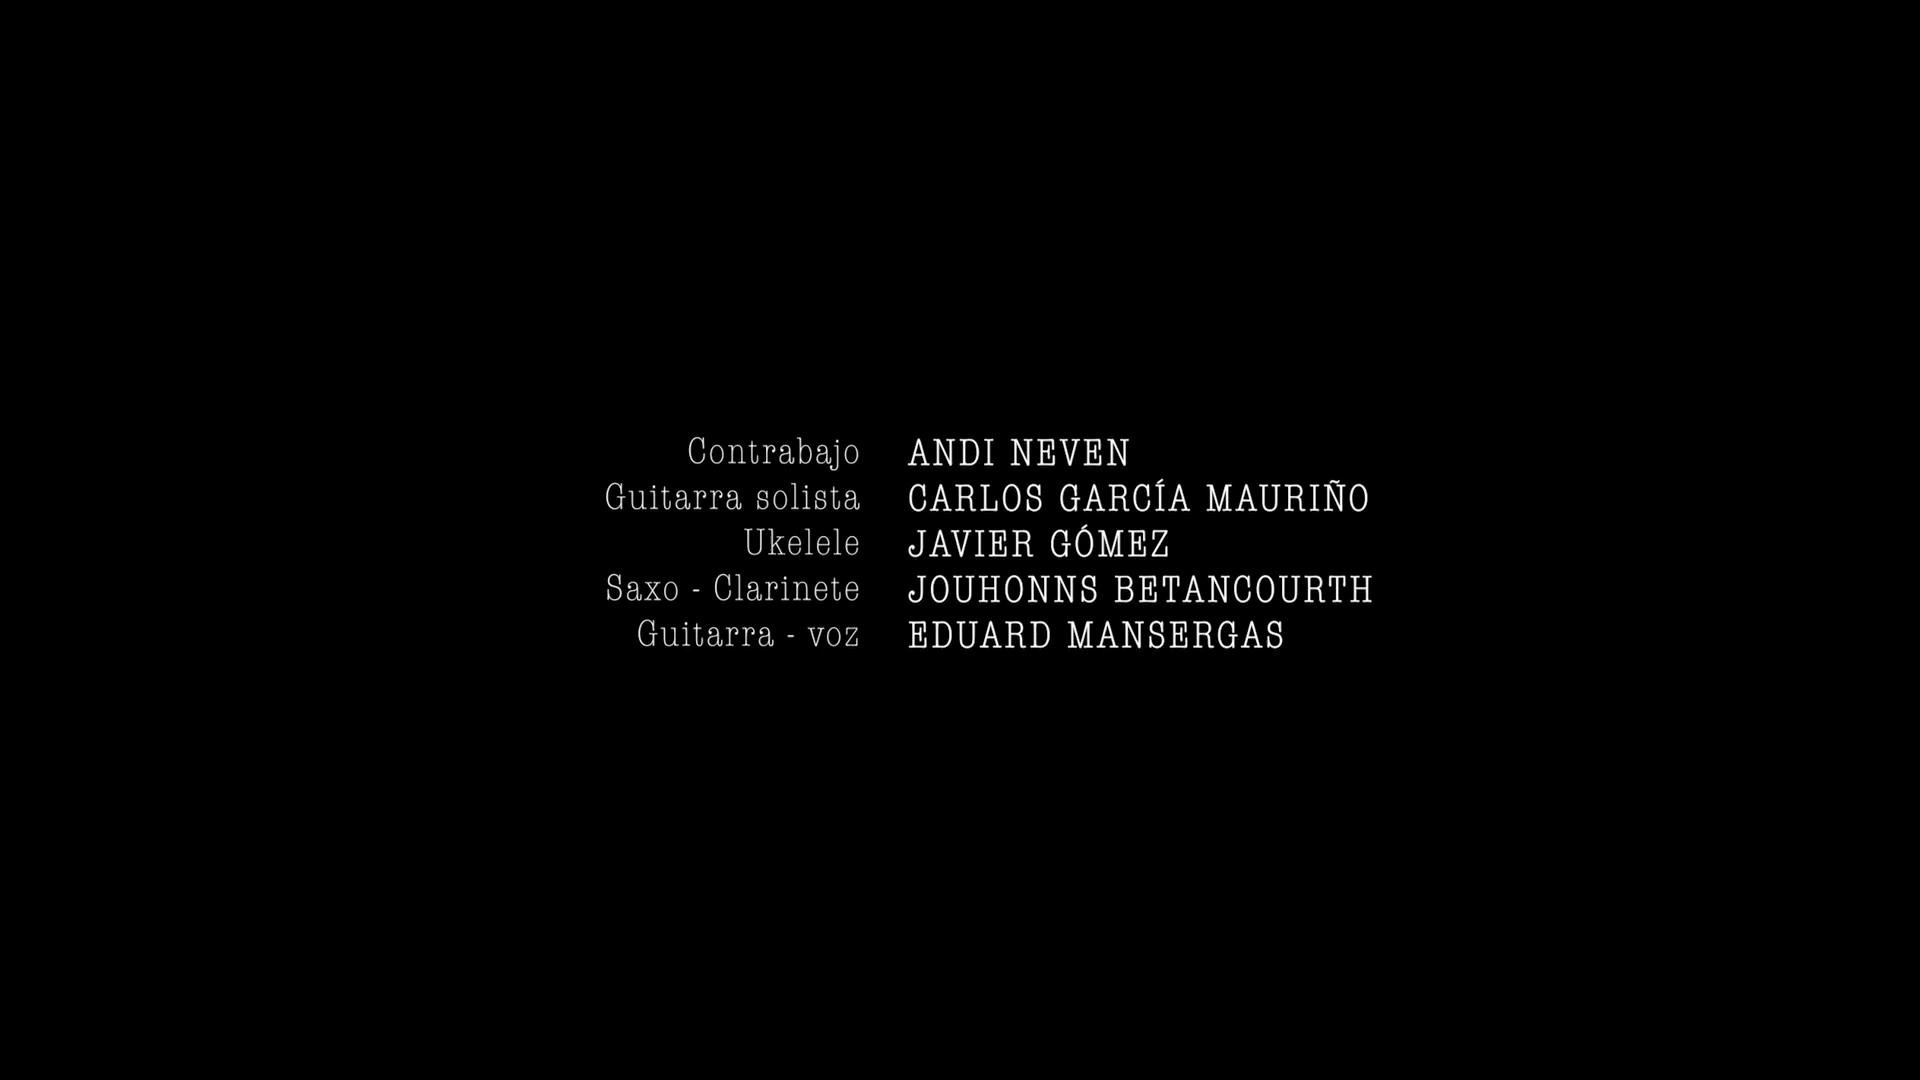 Contrabajo ANDI NEVEN
Guitarra solista CARLOS GARCÍA MAURIÑO
Ukelele JAVIER GÓMEZ
Saxo - Clarinete JOUHONNS BETANCOURTH
Guitarra - voz EDUARD MANSERGAS